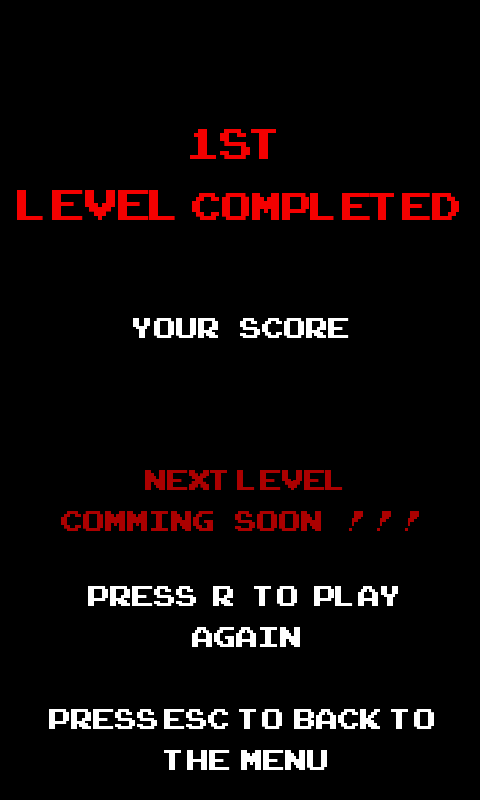 1ST
LEVEL COMPLETED
YOUR SCORE
NEXT LEVEL
COMMING SOON !!!
PRESS R TO PLAY
AGAIN
PRESS ESC TO BACK TO
THE MENU